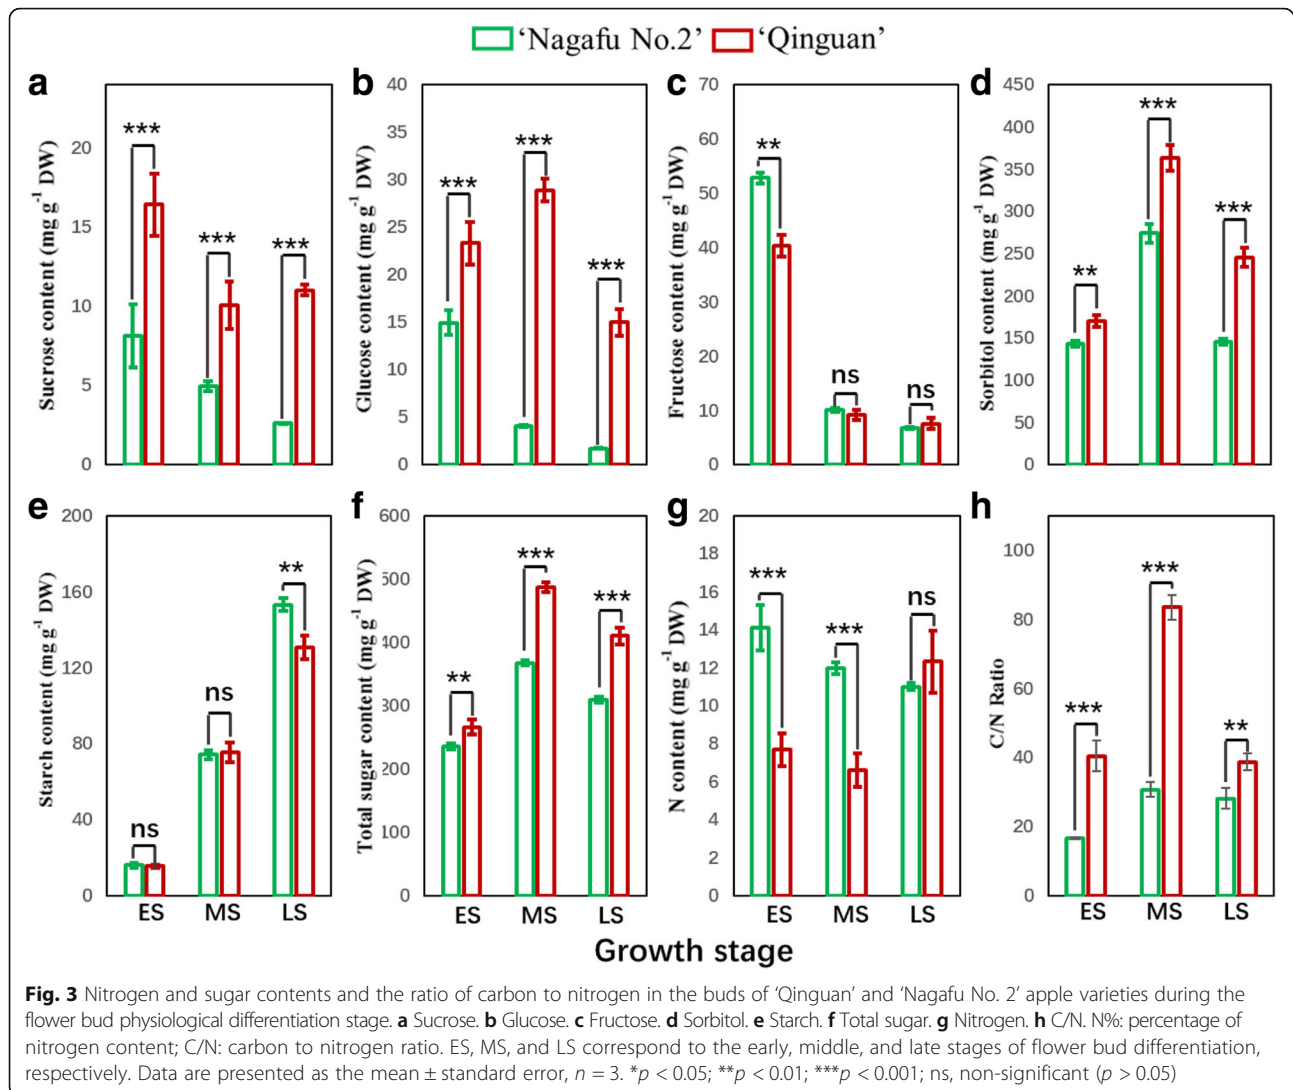 ‘Nagafu No.2’ ‘Qinguan’
a b c d
Sucrose content (mg g⁻¹ DW)
20
15
10
5
0
*** *** ***
Glucose content (mg g⁻¹ DW)
40
35
30
25
20
15
10
5
0
*** *** ***
Fructose content (mg g⁻¹ DW)
70
60
50
40
30
20
10
0
** ns ns
Sorbitol content (mg g⁻¹ DW)
450
400
350
300
250
200
150
100
50
0
** *** ***
e f g h
Starch content (mg g⁻¹ DW)
200
160
120
80
40
0
ns ns **
ES MS LS
Total sugar content (mg g⁻¹ DW)
600
500
400
300
200
100
0
** *** ***
ES MS LS
N content (mg g⁻¹ DW)
20
18
16
14
12
10
8
6
4
2
0
*** *** ns
ES MS LS
C/N Ratio
100
80
60
40
20
0
*** *** **
ES MS LS
Growth stage
Fig. 3 Nitrogen and sugar contents and the ratio of carbon to nitrogen in the buds of ‘Qinguan’ and ‘Nagafu No. 2’ apple varieties during the
flower bud physiological differentiation stage. a Sucrose. b Glucose. c Fructose. d Sorbitol. e Starch. f Total sugar. g Nitrogen. h C/N. N%: percentage of
nitrogen content; C/N: carbon to nitrogen ratio. ES, MS, and LS correspond to the early, middle, and late stages of flower bud differentiation,
respectively. Data are presented as the mean ± standard error, n = 3. *p < 0.05; **p < 0.01; ***p < 0.001; ns, non-significant (p > 0.05)